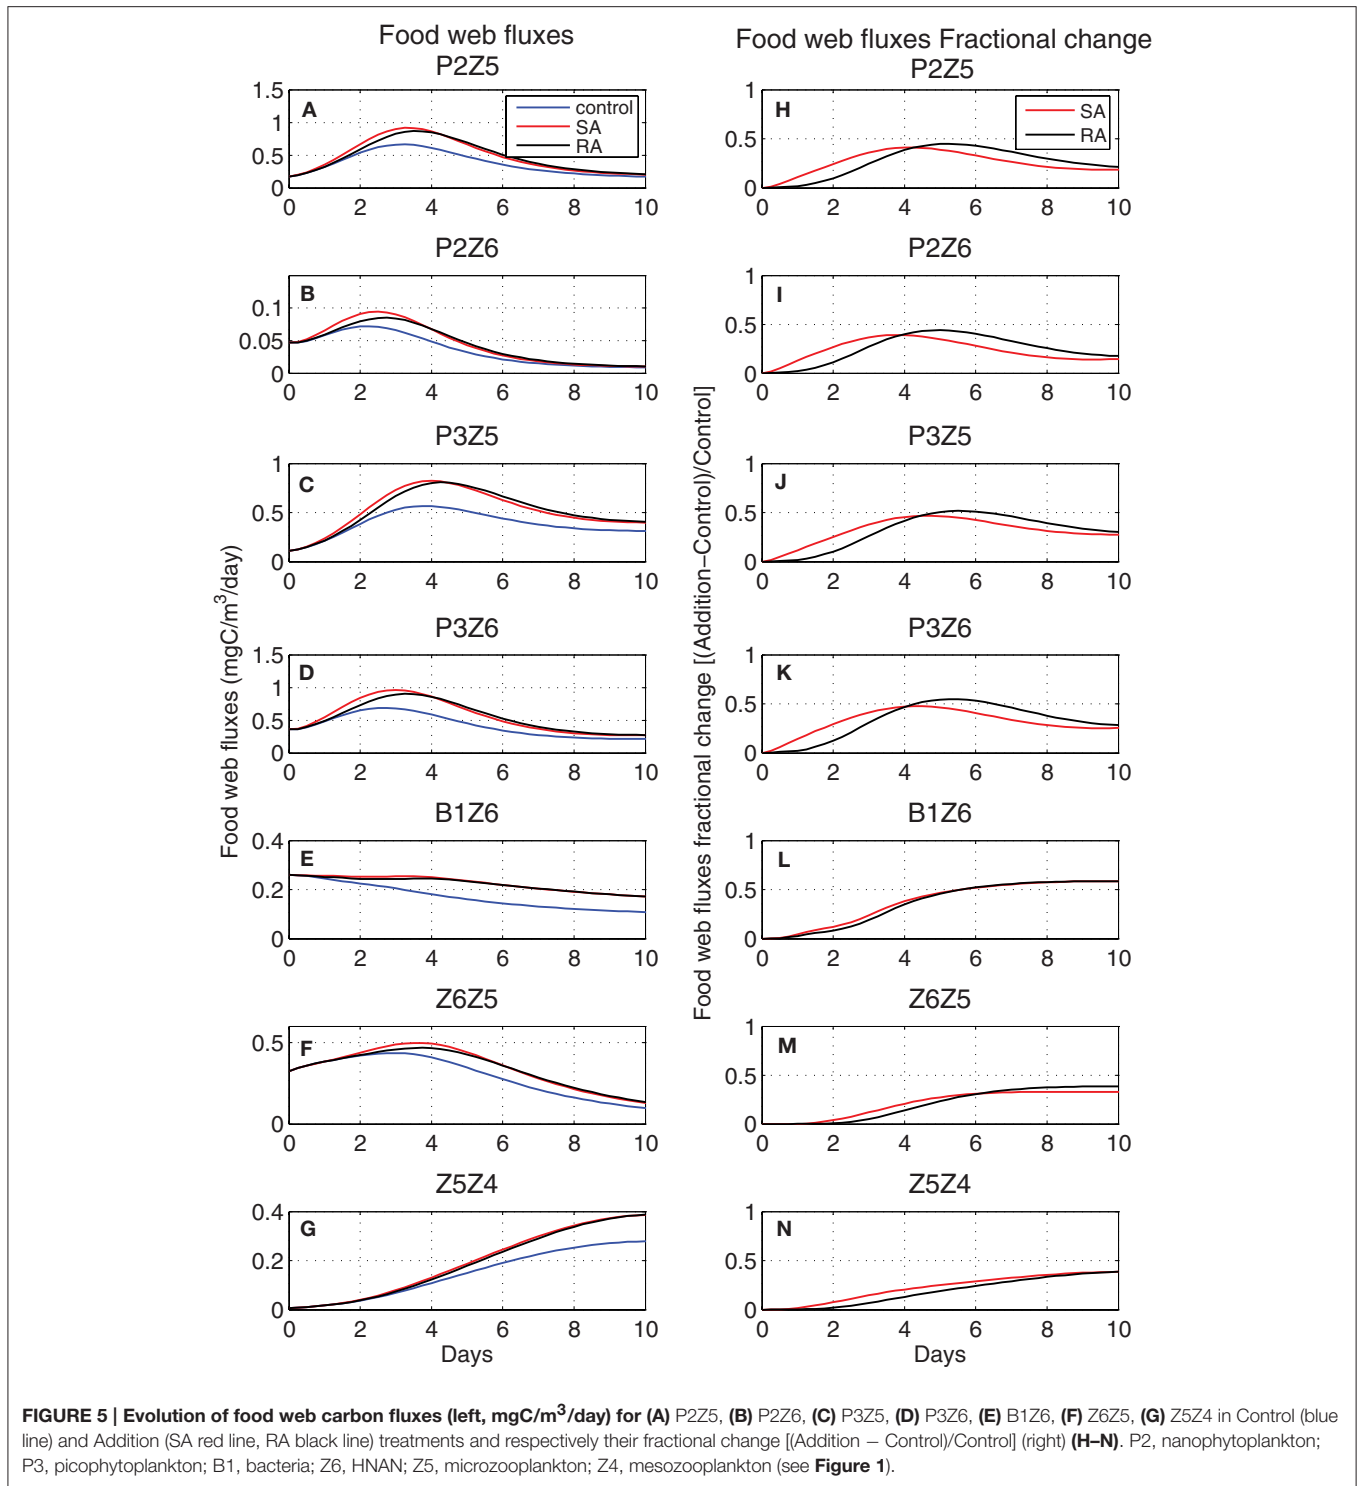 Food web fluxes
P2Z5
A
control
SA
RA
1.5
1
0.5
0
0 2 4 6 8 10
P2Z6
B
0.1
0.05
0
0 2 4 6 8 10
P3Z5
C
1
0.5
0
0 2 4 6 8 10
P3Z6
D
1.5
1
0.5
0
0 2 4 6 8 10
B1Z6
E
0.4
0.2
0
0 2 4 6 8 10
Z6Z5
F
0.5
0
0 2 4 6 8 10
Z5Z4
G
0.4
0.2
0
0 2 4 6 8 10
Days
Food web fluxes (mgC/m³/day)
Food web fluxes Fractional change
P2Z5
H
SA
RA
1
0.5
0
0 2 4 6 8 10
P2Z6
I
1
0.5
0
0 2 4 6 8 10
P3Z5
J
1
0.5
0
0 2 4 6 8 10
P3Z6
K
1
0.5
0
0 2 4 6 8 10
B1Z6
L
1
0.5
0
0 2 4 6 8 10
Z6Z5
M
1
0.5
0
0 2 4 6 8 10
Z5Z4
N
1
0.5
0
0 2 4 6 8 10
Days
Food web fluxes fractional change [(Addition−Control)/Control]
FIGURE 5 | Evolution of food web carbon fluxes (left, mgC/m³/day) for (A) P2Z5, (B) P2Z6, (C) P3Z5, (D) P3Z6, (E) B1Z6, (F) Z6Z5, (G) Z5Z4 in Control (blue
line) and Addition (SA red line, RA black line) treatments and respectively their fractional change [(Addition − Control)/Control] (right) (H–N). P2, nanophytoplankton;
P3, picophytoplankton; B1, bacteria; Z6, HNAN; Z5, microzooplankton; Z4, mesozooplankton (see Figure 1).